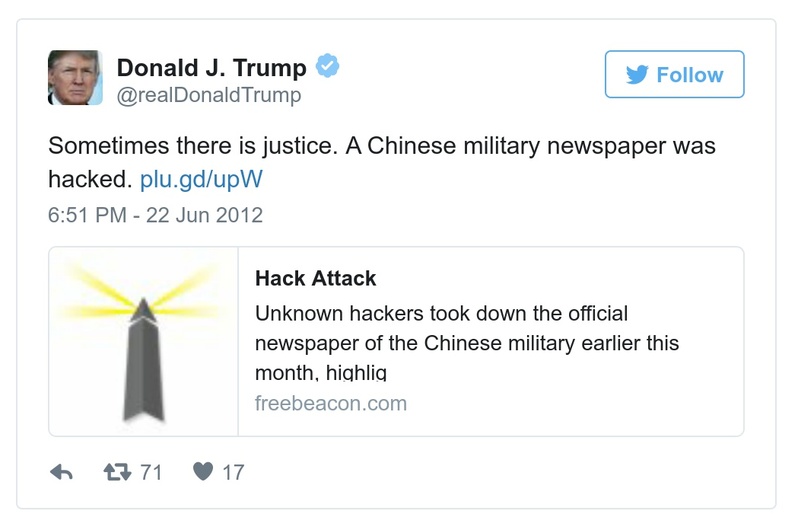 Donald J. Trump
@realDonaldTrump
Follow
Sometimes there is justice. A Chinese military newspaper was
hacked. plu.gd/upW
6:51 PM - 22 Jun 2012
Hack Attack
Unknown hackers took down the official
newspaper of the Chinese military earlier this
month, highlig
freebeacon.com
71
17